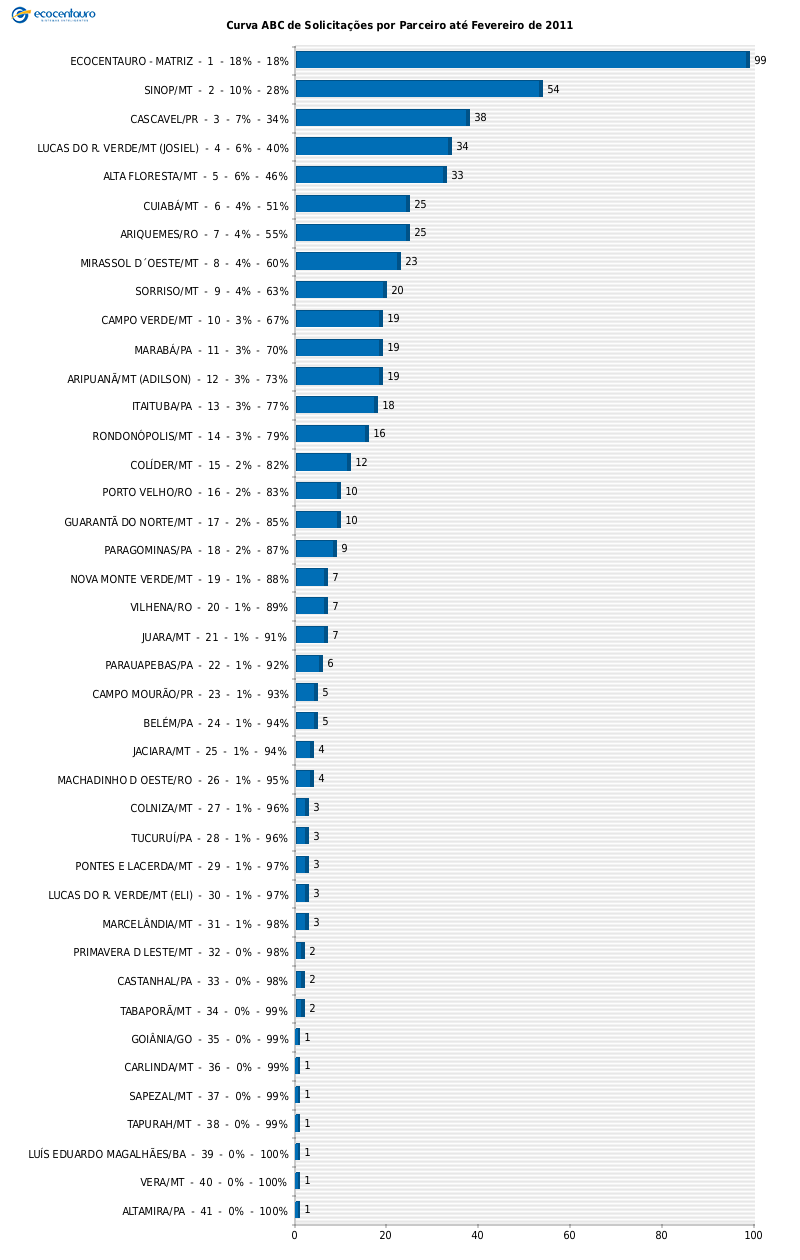 ecocentauro
Curva ABC de Solicitações por Parceiro até Fevereiro de 2011
ECOCENTAURO - MATRIZ - 1 - 18% - 18% 99
SINOP/MT - 2 - 10% - 28% 54
CASCAVEL/PR - 3 - 7% - 34% 38
LUCAS DO R. VERDE/MT (JOSIEL) - 4 - 6% - 40% 34
ALTA FLORESTA/MT - 5 - 6% - 46% 33
CUIABÁ/MT - 6 - 4% - 51% 25
ARIQUEMES/RO - 7 - 4% - 55% 25
MIRASSOL D´OESTE/MT - 8 - 4% - 60% 23
SORRISO/MT - 9 - 4% - 63% 20
CAMPO VERDE/MT - 10 - 3% - 67% 19
MARABÁ/PA - 11 - 3% - 70% 19
ARIPUANÃ/MT (ADILSON) - 12 - 3% - 73% 19
ITAITUBA/PA - 13 - 3% - 77% 18
RONDONÓPOLIS/MT - 14 - 3% - 79% 16
COLÍDER/MT - 15 - 2% - 82% 12
PORTO VELHO/RO - 16 - 2% - 83% 10
GUARANTÃ DO NORTE/MT - 17 - 2% - 85% 10
PARAGOMINAS/PA - 18 - 2% - 87% 9
NOVA MONTE VERDE/MT - 19 - 1% - 88% 7
VILHENA/RO - 20 - 1% - 89% 7
JUARA/MT - 21 - 1% - 91% 7
PARAUAPEBAS/PA - 22 - 1% - 92% 6
CAMPO MOURÃO/PR - 23 - 1% - 93% 5
BELÉM/PA - 24 - 1% - 94% 5
JACIARA/MT - 25 - 1% - 94% 4
MACHADINHO D OESTE/RO - 26 - 1% - 95% 4
COLNIZA/MT - 27 - 1% - 96% 3
TUCURUÍ/PA - 28 - 1% - 96% 3
PONTES E LACERDA/MT - 29 - 1% - 97% 3
LUCAS DO R. VERDE/MT (ELI) - 30 - 1% - 97% 3
MARCELÂNDIA/MT - 31 - 1% - 98% 3
PRIMAVERA D LESTE/MT - 32 - 0% - 98% 2
CASTANHAL/PA - 33 - 0% - 98% 2
TABAPORÃ/MT - 34 - 0% - 99% 2
GOIÂNIA/GO - 35 - 0% - 99% 1
CARLINDA/MT - 36 - 0% - 99% 1
SAPEZAL/MT - 37 - 0% - 99% 1
TAPURAH/MT - 38 - 0% - 99% 1
LUÍS EDUARDO MAGALHÃES/BA - 39 - 0% - 100% 1
VERA/MT - 40 - 0% - 100% 1
ALTAMIRA/PA - 41 - 0% - 100% 1
0 20 40 60 80 100